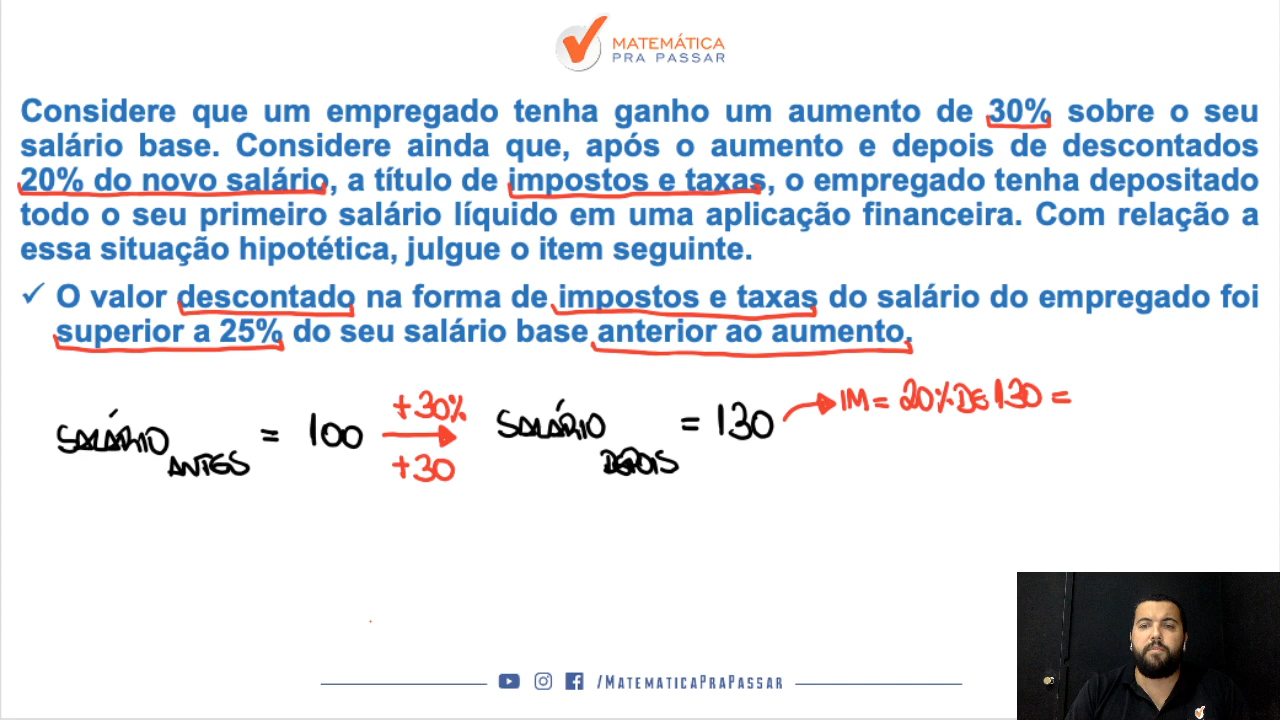 MATEMÁTICA
PRA PASSAR
Considere que um empregado tenha ganho um aumento de 30% sobre o seu
salário base. Considere ainda que, após o aumento e depois de descontados
20% do novo salário, a título de impostos e taxas, o empregado tenha depositado
todo o seu primeiro salário líquido em uma aplicação financeira. Com relação a
essa situação hipotética, julgue o item seguinte.
✓ O valor descontado na forma de impostos e taxas do salário do empregado foi
superior a 25% do seu salário base anterior ao aumento.
SALÁRIO ANTES = 100 +30% +30 SALÁRIO DEPOIS = 130 → IM = 20% DE 130 =
/MATEMATICAPRAPASSAR